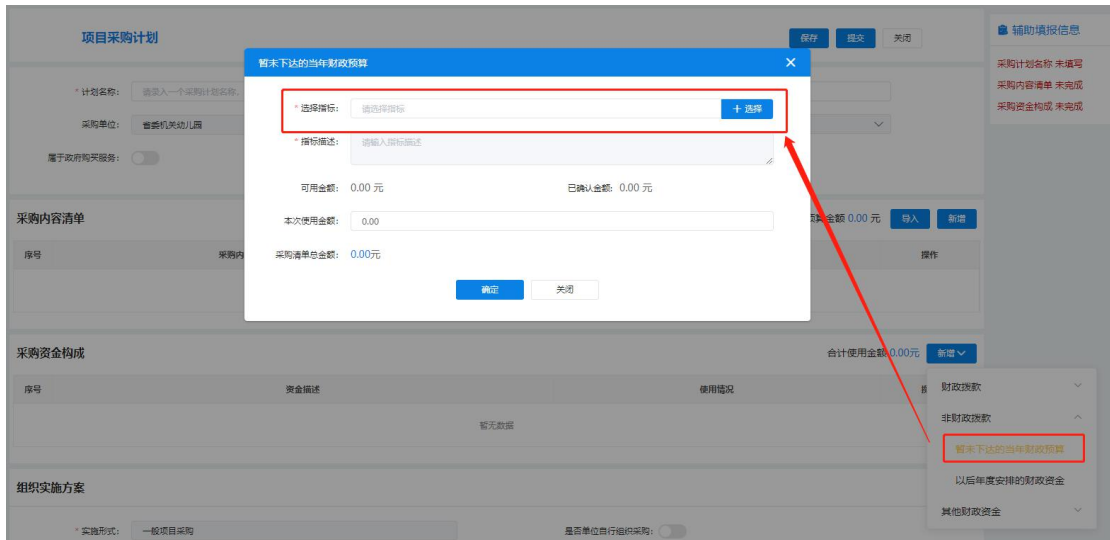 项目采购计划
保存 提交 关闭
辅助填报信息
采购计划名称 未填写
采购内容清单 未完成
采购资金构成 未完成
* 计划名称： 请录入一个采购计划名称、
采购单位： 省委机关幼儿园
属于政府购买服务：
暂未下达的当年财政预算 ×
* 选择指标： 请选择指标 + 选择
* 指标描述： 请输入指标描述
可用金额： 0.00 元 已确认金额: 0.00 元
本次使用金额： 0.00
采购清单总金额： 0.00元
确定 关闭
采购内容清单 金额 0.00 元 导入 新增
序号 采购内 操作
采购资金构成 合计使用金额 0.00元 新增
序号 资金描述 使用情况
暂无数据
财政拨款
非财政拨款
暂未下达的当年财政预算
以后年度安排的财政资金
其他财政资金
组织实施方案
* 实施形式： 一般项目采购 是否单位自行组织采购: